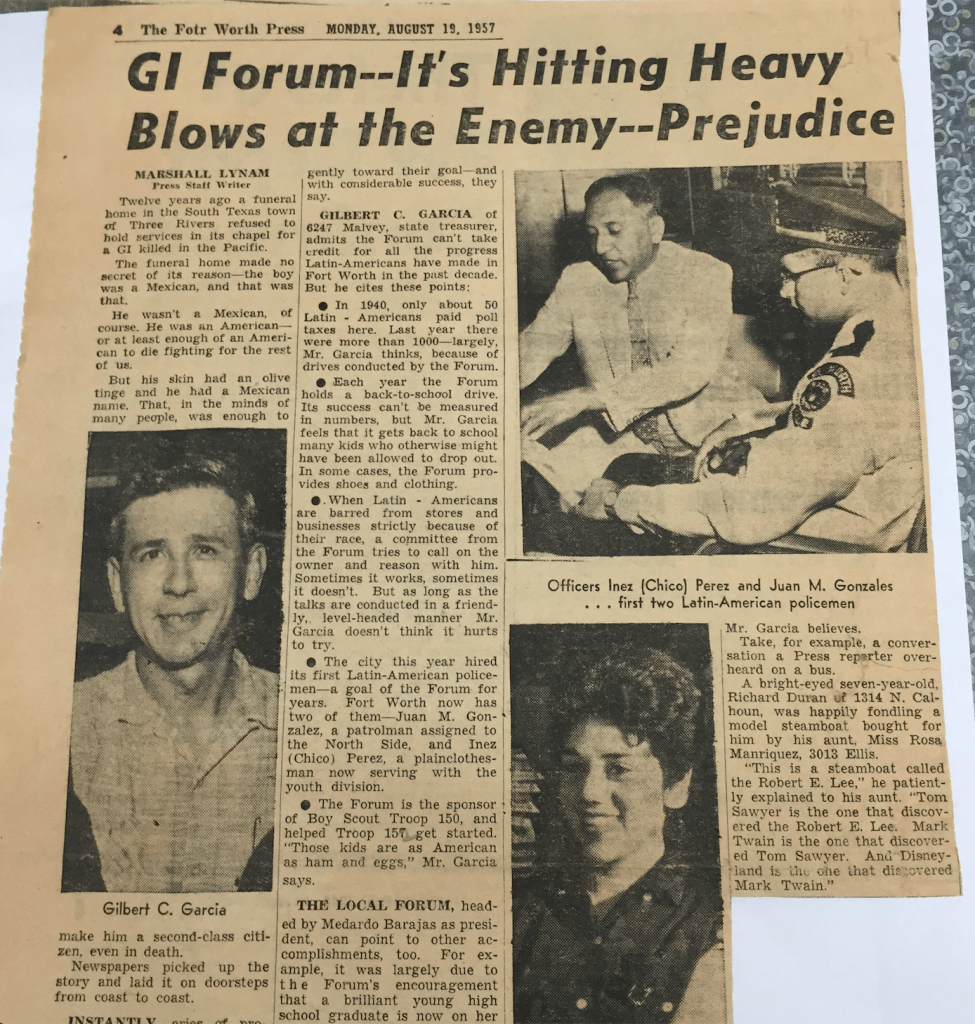 4 The Fotr Worth Press MONDAY, AUGUST 19, 1957
GI Forum--It's Hitting Heavy
Blows at the Enemy--Prejudice
MARSHALL LYNAM
Press Staff Writer
Twelve years ago a funeral
home in the South Texas town
of Three Rivers refused to
hold services in its chapel for
a GI killed in the Pacific.
The funeral home made no
secret of its reason—the boy
was a Mexican, and that was
that.
He wasn't a Mexican, of
course. He was an American—
or at least enough of an Ameri-
can to die fighting for the rest
of us.
But his skin had an olive
tinge and he had a Mexican
name. That, in the minds of
many people, was enough to
Gilbert C. Garcia
make him a second-class citi-
zen, even in death.
Newspapers picked up the
story and laid it on doorsteps
from coast to coast.
INSTANTLY cries of pro-
gently toward their goal—and
with considerable success, they
say.
GILBERT C. GARCIA of
6247 Malvey, state treasurer,
admits the Forum can't take
credit for all the progress
Latin-Americans have made in
Fort Worth in the past decade.
But he cites these points:
● In 1940, only about 50
Latin - Americans paid poll
taxes here. Last year there
were more than 1000—largely,
Mr. Garcia thinks, because of
drives conducted by the Forum.
● Each year the Forum
holds a back-to-school drive.
Its success can't be measured
in numbers, but Mr. Garcia
feels that it gets back to school
many kids who otherwise might
have been allowed to drop out.
In some cases, the Forum pro-
vides shoes and clothing.
● When Latin - Americans
are barred from stores and
businesses strictly because of
their race, a committee from
the Forum tries to call on the
owner and reason with him.
Sometimes it works, sometimes
it doesn't. But as long as the
talks are conducted in a friend-
ly, level-headed manner Mr.
Garcia doesn't think it hurts
to try.
● The city this year hired
its first Latin-American police-
men—a goal of the Forum for
years. Fort Worth now has
two of them—Juan M. Gon-
zalez, a patrolman assigned to
the North Side, and Inez
(Chico) Perez, a plainclothes-
man now serving with the
youth division.
● The Forum is the sponsor
of Boy Scout Troop 150, and
helped Troop 157 get started.
"Those kids are as American
as ham and eggs," Mr. Garcia
says.
THE LOCAL FORUM, head-
ed by Medardo Barajas as presi-
dent, can point to other ac-
complishments, too. For ex-
ample, it was largely due to
the Forum's encouragement
that a brilliant young high
school graduate is now on her
WORTH
Officers Inez (Chico) Perez and Juan M. Gonzales
. . . first two Latin-American policemen
Mr. Garcia believes.
Take, for example, a conver-
sation a Press reporter over-
heard on a bus.
A bright-eyed seven-year-old,
Richard Duran of 1314 N. Cal-
houn, was happily fondling a
model steamboat bought for
him by his aunt, Miss Rosa
Manriquez, 3013 Ellis.
"This is a steamboat called
the Robert E. Lee," he patient-
ly explained to his aunt. "Tom
Sawyer is the one that discov-
ered the Robert E. Lee. Mark
Twain is the one that discover-
ed Tom Sawyer. And Disney-
land is the one that discovered
Mark Twain."